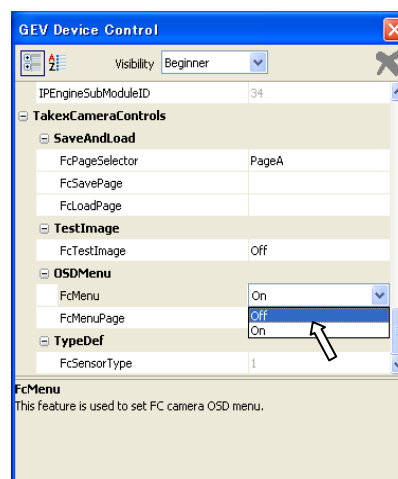 GEV Device Control
Visibility Beginner
IPEngineSubModuleID 34
TakexCameraControls
SaveAndLoad
FcPageSelector PageA
FcSavePage
FcLoadPage
TestImage
FcTestImage Off
OSDMenu
FcMenu On
FcMenuPage Off
On
TypeDef
FcSensorType 1
FcMenu
This feature is used to set FC camera OSD menu.